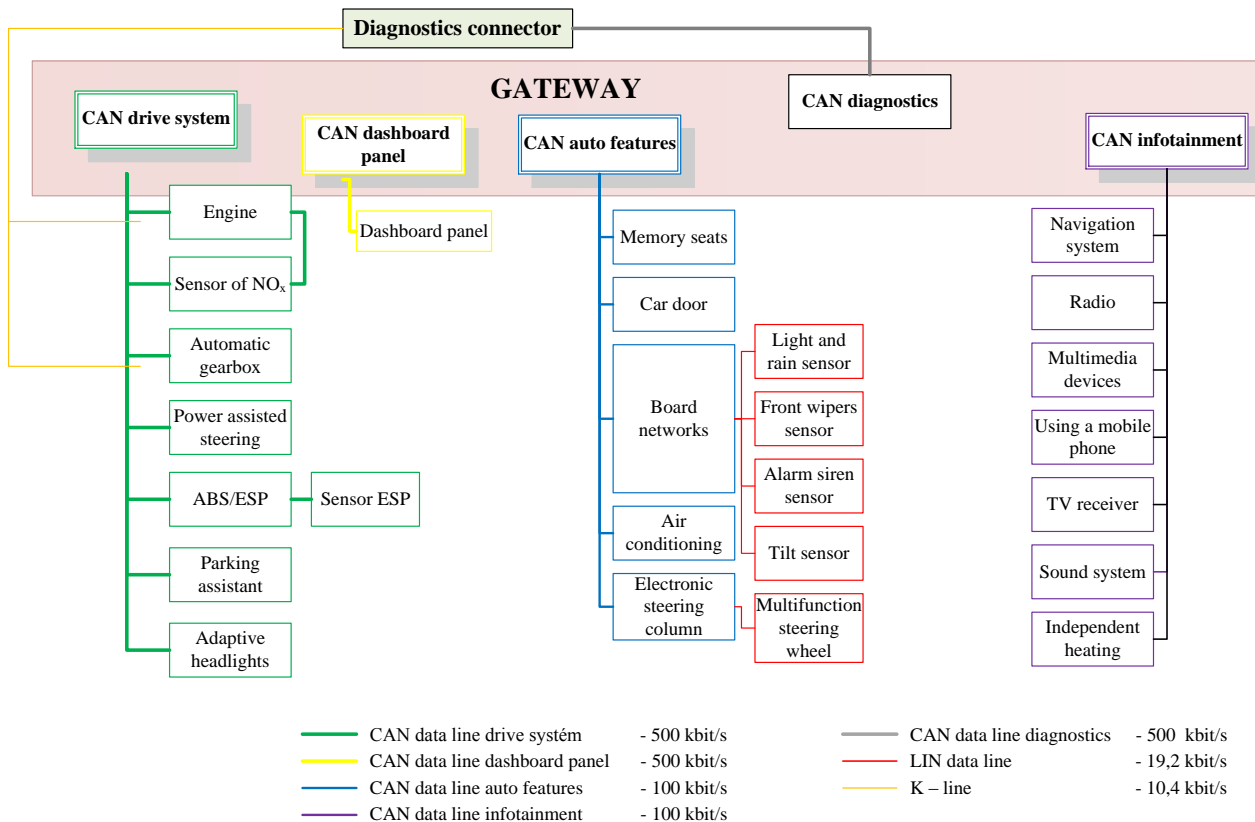 Diagnostics connector
GATEWAY
CAN diagnostics
CAN drive system
CAN dashboard
panel
CAN auto features
CAN infotainment
Engine
Sensor of NOₓ
Automatic
gearbox
Power assisted
steering
ABS/ESP
Sensor ESP
Parking
assistant
Adaptive
headlights
Dashboard panel
Memory seats
Car door
Board
networks
Air
conditioning
Electronic
steering
column
Light and
rain sensor
Front wipers
sensor
Alarm siren
sensor
Tilt sensor
Multifunction
steering
wheel
Navigation
system
Radio
Multimedia
devices
Using a mobile
phone
TV receiver
Sound system
Independent
heating
CAN data line drive systém - 500 kbit/s
CAN data line dashboard panel - 500 kbit/s
CAN data line auto features - 100 kbit/s
CAN data line infotainment - 100 kbit/s
CAN data line diagnostics - 500 kbit/s
LIN data line - 19,2 kbit/s
K – line - 10,4 kbit/s